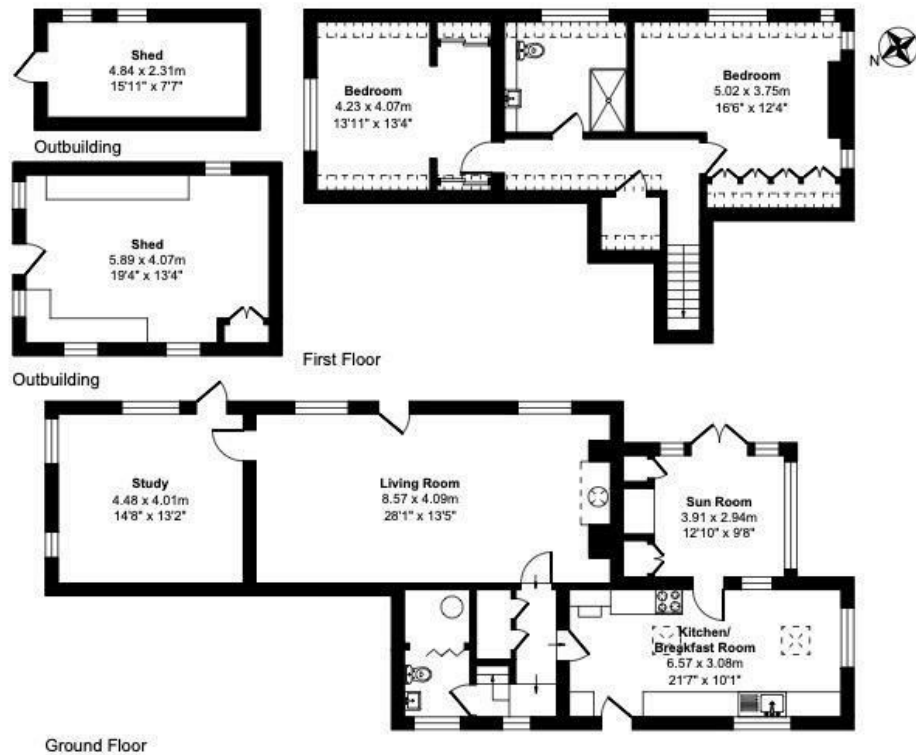 Shed
4.84 x 2.31m
15'11" x 7'7"
Outbuilding
Shed
5.89 x 4.07m
19'4" x 13'4"
Outbuilding
Bedroom
4.23 x 4.07m
13'11" x 13'4"
Bedroom
5.02 x 3.75m
16'6" x 12'4"
N
First Floor
Study
4.48 x 4.01m
14'8" x 13'2"
Living Room
8.57 x 4.09m
28'1" x 13'5"
Sun Room
3.91 x 2.94m
12'10" x 9'8"
Kitchen/
Breakfast Room
6.57 x 3.08m
21'7" x 10'1"
Ground Floor